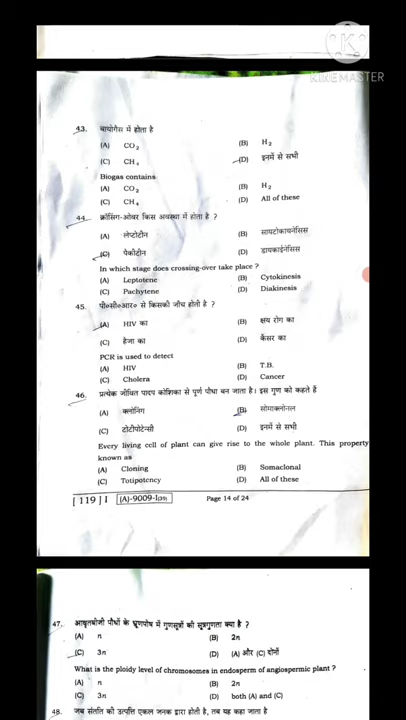 K
KINEMASTER
43. बायोगैस में होता है
(A) CO2 (B) H2
(C) CH4 (D) इनमें से सभी
Biogas contains
(A) CO2 (B) H2
(C) CH4 (D) All of these
44. क्रॉसिंग-ओवर किस अवस्था में होता है ?
(A) लेप्टोटीन (B) सायटोकायनेसिस
(C) पैकीटीन (D) डायकाईनेसिस
In which stage does crossing-over take place ?
(A) Leptotene (B) Cytokinesis
(C) Pachytene (D) Diakinesis
45. पी०सी०आर० से किसकी जाँच होती है ?
(A) HIV का (B) क्षय रोग का
(C) हैजा का (D) कैंसर का
PCR is used to detect
(A) HIV (B) T.B.
(C) Cholera (D) Cancer
46. प्रत्येक जीवित पादप कोशिका से पूर्ण पौधा बन जाता है। इस गुण को कहते हैं
(A) क्लोनिंग (B) सोमाक्लोनल
(C) टोटीपोटेन्सी (D) इनमें से सभी
Every living cell of plant can give rise to the whole plant. This property
known as
(A) Cloning (B) Somaclonal
(C) Totipotency (D) All of these
[ 119 ] I (A)-9009-Ion Page 14 of 24
47. आवृतबीजी पौधों के भ्रूणपोष में गुणसूत्रों की सूत्रगुणता क्या है ?
(A) n (B) 2n
(C) 3n (D) (A) और (C) दोनों
What is the ploidy level of chromosomes in endosperm of angiospermic plant ?
(A) n (B) 2n
(C) 3n (D) both (A) and (C)
48. जब संतति की उत्पत्ति एकल जनक द्वारा होती है, तब यह कहा जाता है